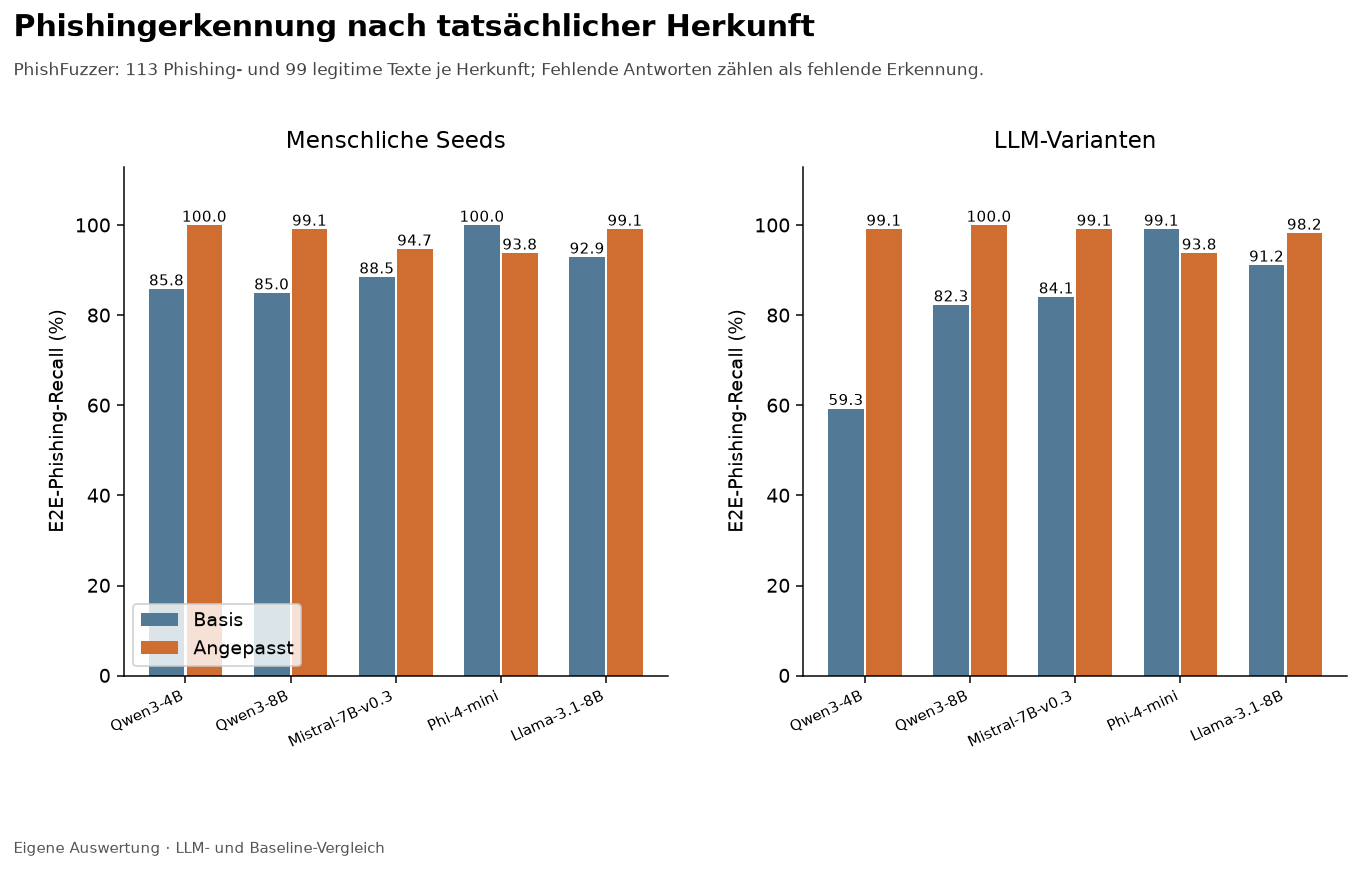 Phishingerkennung nach tatsächlicher Herkunft
PhishFuzzer: 113 Phishing- und 99 legitime Texte je Herkunft; Fehlende Antworten zählen als fehlende Erkennung.
Menschliche Seeds
E2E-Phishing-Recall (%)
100
80
60
40
20
0
85.8
100.0
85.0
99.1
88.5
94.7
100.0
93.8
92.9
99.1
Basis
Angepasst
Qwen3-4B
Qwen3-8B
Mistral-7B-v0.3
Phi-4-mini
Llama-3.1-8B
LLM-Varianten
E2E-Phishing-Recall (%)
100
80
60
40
20
0
59.3
99.1
82.3
100.0
84.1
99.1
99.1
93.8
91.2
98.2
Qwen3-4B
Qwen3-8B
Mistral-7B-v0.3
Phi-4-mini
Llama-3.1-8B
Eigene Auswertung · LLM- und Baseline-Vergleich